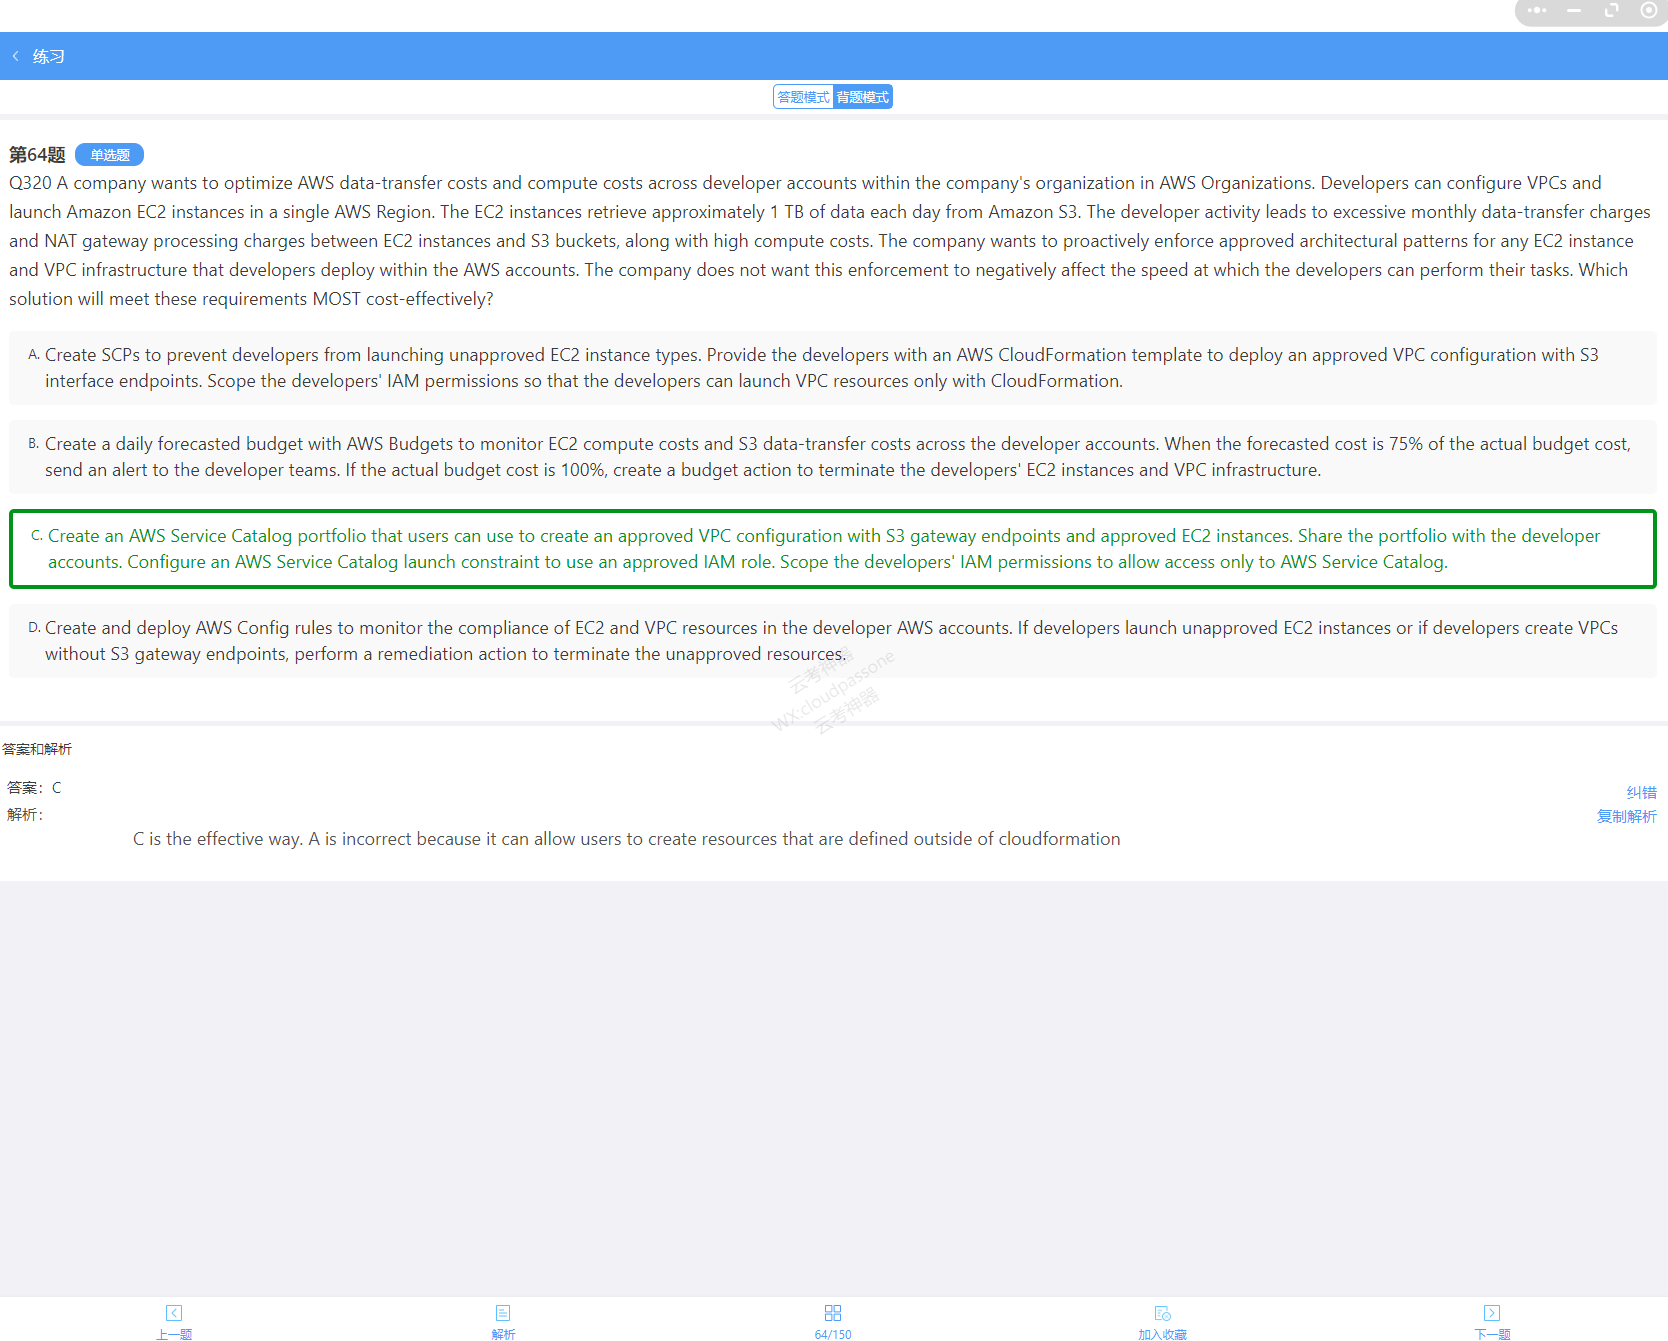 练习
答题模式 背题模式
第64题 单选题
Q320 A company wants to optimize AWS data-transfer costs and compute costs across developer accounts within the company's organization in AWS Organizations. Developers can configure VPCs and
launch Amazon EC2 instances in a single AWS Region. The EC2 instances retrieve approximately 1 TB of data each day from Amazon S3. The developer activity leads to excessive monthly data-transfer charges
and NAT gateway processing charges between EC2 instances and S3 buckets, along with high compute costs. The company wants to proactively enforce approved architectural patterns for any EC2 instance
and VPC infrastructure that developers deploy within the AWS accounts. The company does not want this enforcement to negatively affect the speed at which the developers can perform their tasks. Which
solution will meet these requirements MOST cost-effectively?
A. Create SCPs to prevent developers from launching unapproved EC2 instance types. Provide the developers with an AWS CloudFormation template to deploy an approved VPC configuration with S3
interface endpoints. Scope the developers' IAM permissions so that the developers can launch VPC resources only with CloudFormation.
B. Create a daily forecasted budget with AWS Budgets to monitor EC2 compute costs and S3 data-transfer costs across the developer accounts. When the forecasted cost is 75% of the actual budget cost,
send an alert to the developer teams. If the actual budget cost is 100%, create a budget action to terminate the developers' EC2 instances and VPC infrastructure.
C. Create an AWS Service Catalog portfolio that users can use to create an approved VPC configuration with S3 gateway endpoints and approved EC2 instances. Share the portfolio with the developer
accounts. Configure an AWS Service Catalog launch constraint to use an approved IAM role. Scope the developers' IAM permissions to allow access only to AWS Service Catalog.
D. Create and deploy AWS Config rules to monitor the compliance of EC2 and VPC resources in the developer AWS accounts. If developers launch unapproved EC2 instances or if developers create VPCs
without S3 gateway endpoints, perform a remediation action to terminate the unapproved resources.
云考神器
WX:cloudpassone
云考神器
答案和解析
答案：C
纠错
解析：
复制解析
C is the effective way. A is incorrect because it can allow users to create resources that are defined outside of cloudformation
上一题 解析 64/150 加入收藏 下一题